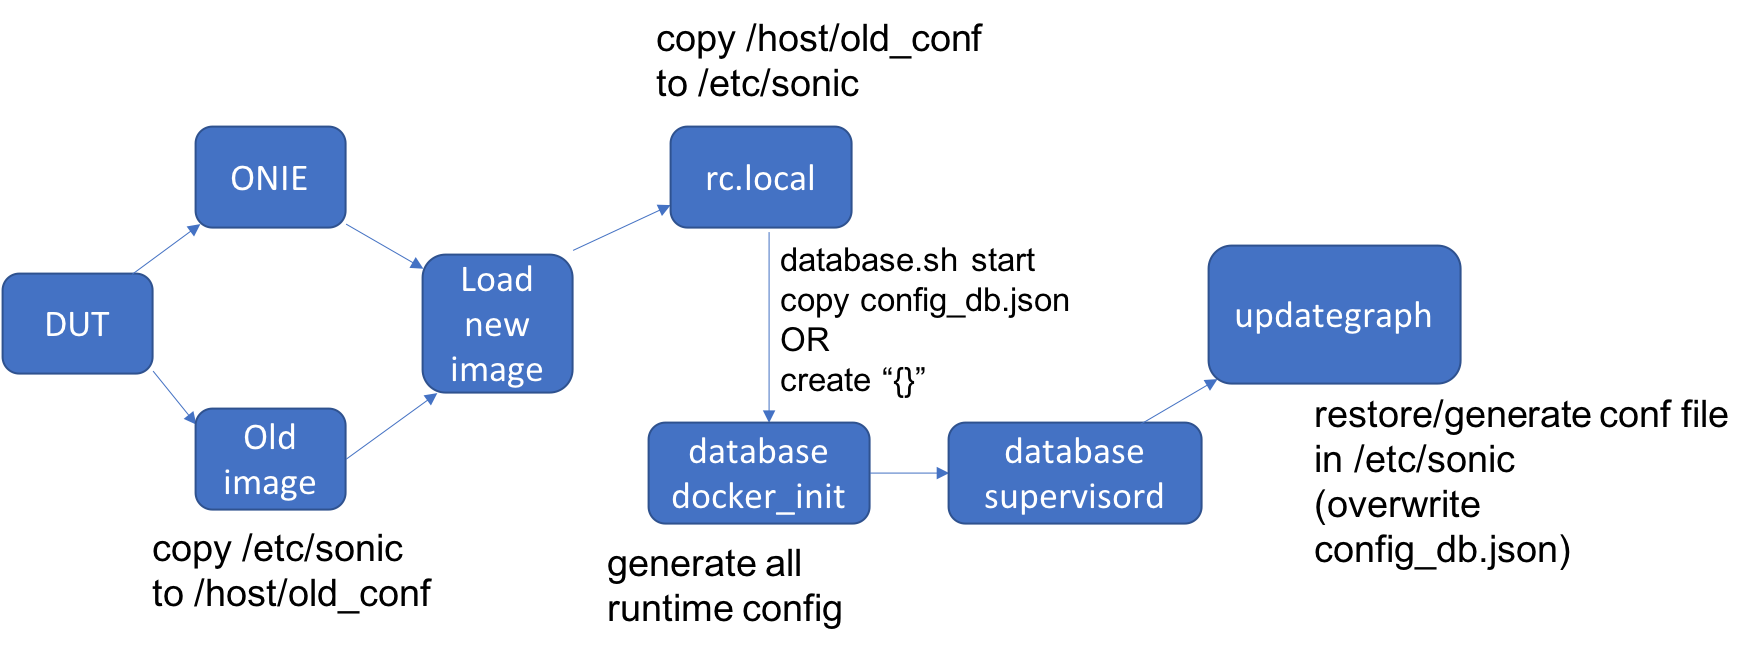 copy /host/old_conf
to /etc/sonic
ONIE
rc.local
DUT
Load
new
image
database.sh start
copy config_db.json
OR
create “{}”
updategraph
Old
image
database
docker_init
database
supervisord
restore/generate conf file
in /etc/sonic
(overwrite
config_db.json)
copy /etc/sonic
to /host/old_conf
generate all
runtime config